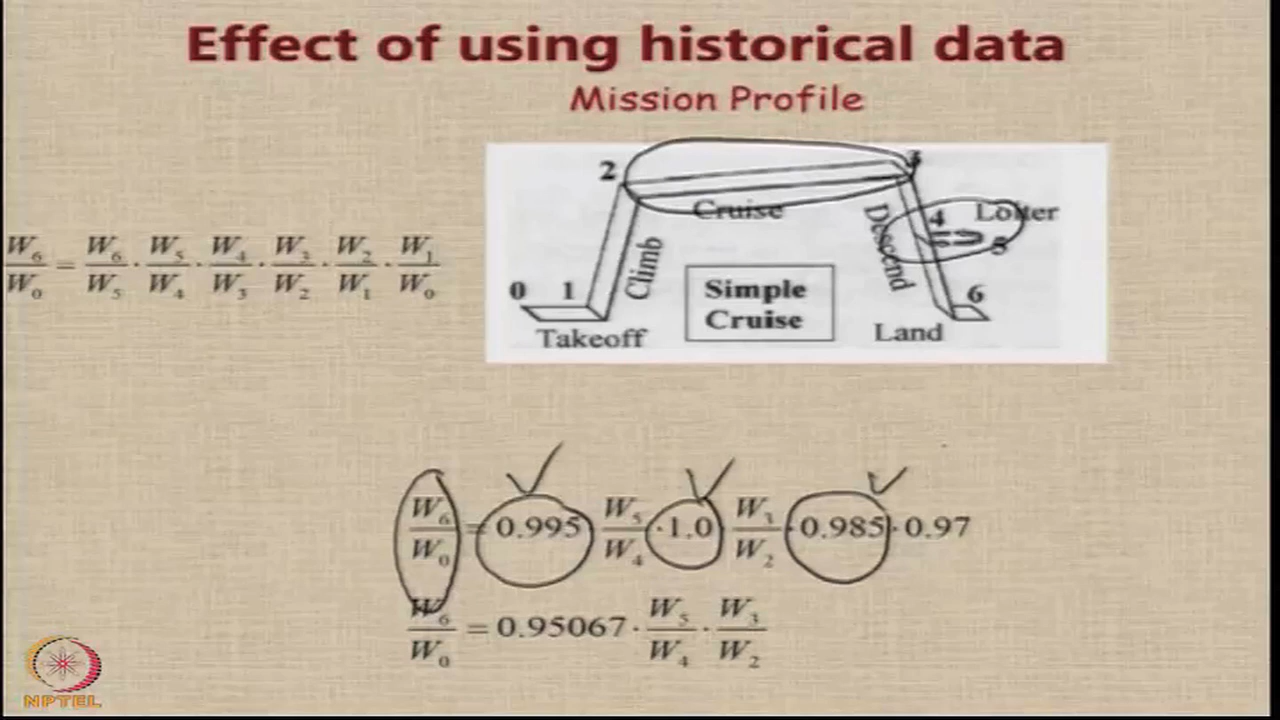 Effect of using historical data
Mission Profile
2 3
Cruise
4 Loiter
5
Descend
Climb
W₆/W₀ = W₆/W₅ · W₅/W₄ · W₄/W₃ · W₃/W₂ · W₂/W₁ · W₁/W₀
0 1
Simple
Cruise
6
Takeoff
Land
W₆/W₀ = 0.995 W₅/W₄ · 1.0 W₃/W₂ · 0.985 · 0.97
W₆/W₀ = 0.95067 · W₅/W₄ · W₃/W₂
NPTEL